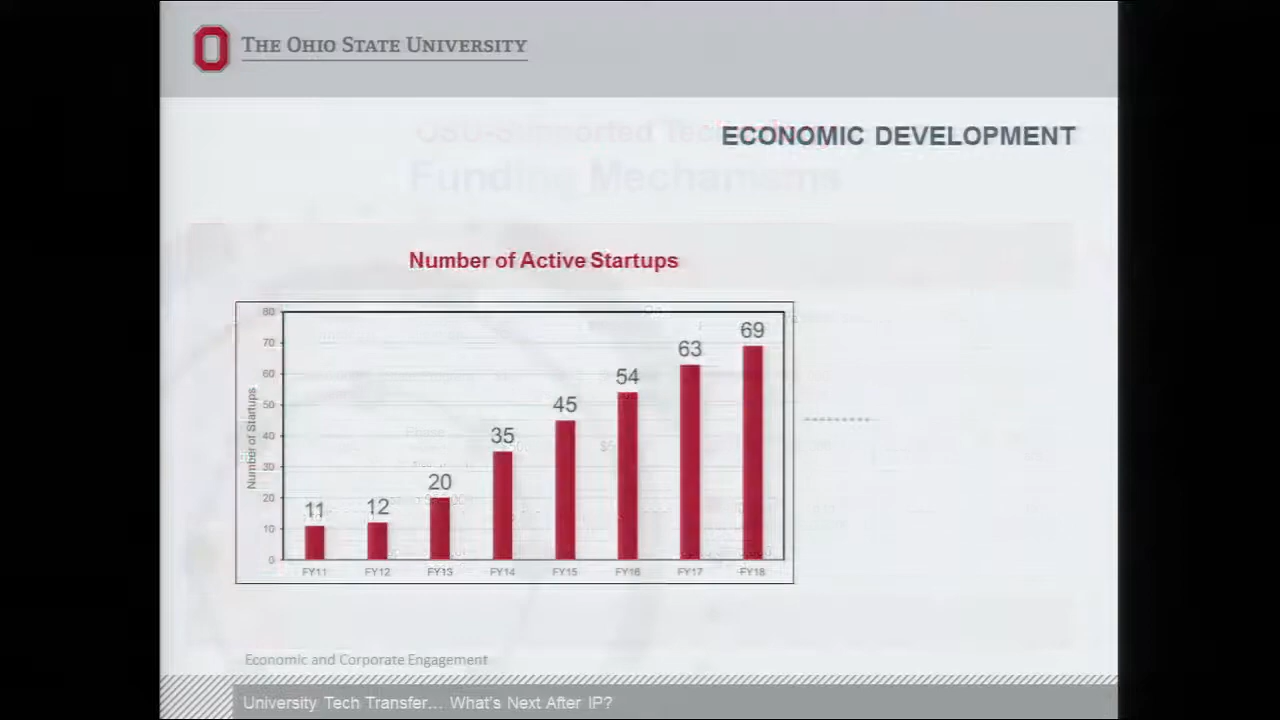 THE OHIO STATE UNIVERSITY
ECONOMIC DEVELOPMENT
Funding Mechanisms
Number of Active Startups
Number of Startups
80
70
60
50
40
30
20
10
0
11
12
20
35
45
54
63
69
FY11
FY12
FY13
FY14
FY15
FY16
FY17
FY18
Economic and Corporate Engagement
University Tech Transfer... What's Next After IP?